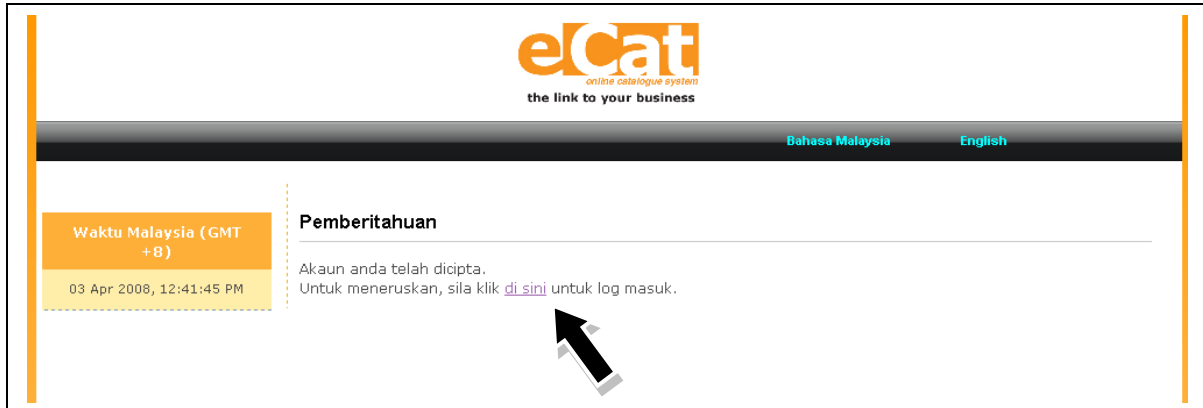 eCat
online catalogue system
the link to your business
Bahasa Malaysia English
Waktu Malaysia (GMT
+8)
03 Apr 2008, 12:41:45 PM
Pemberitahuan
Akaun anda telah dicipta.
Untuk meneruskan, sila klik di sini untuk log masuk.